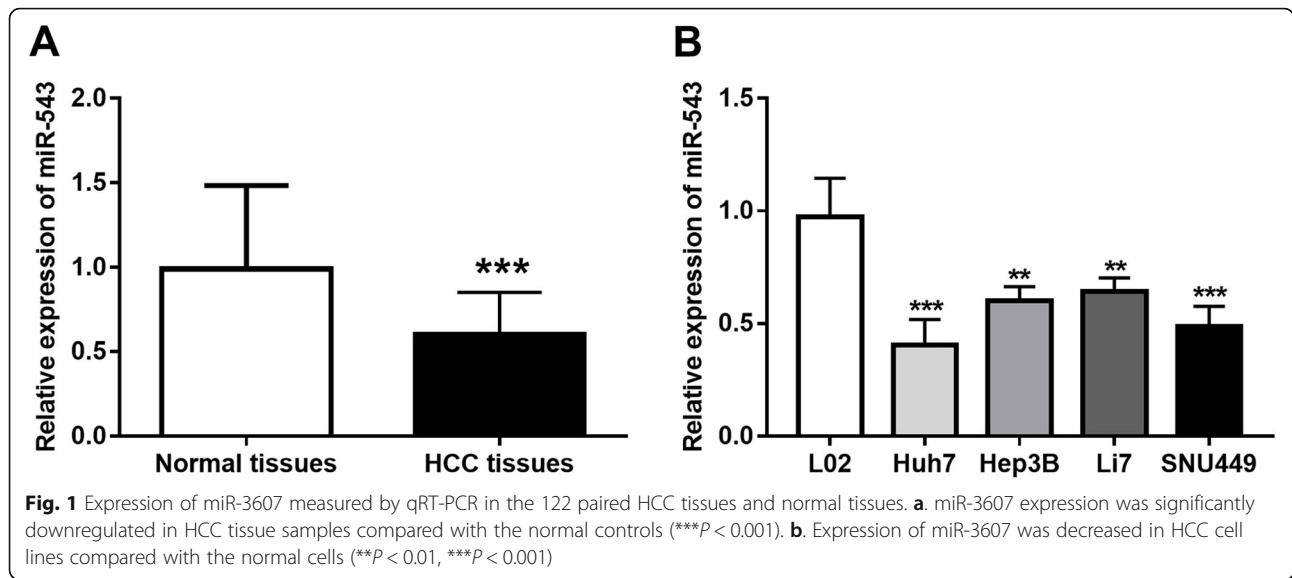 A
Relative expression of miR-543
2.0
1.5
1.0
0.5
0.0
***
Normal tissues
HCC tissues
B
Relative expression of miR-543
1.5
1.0
0.5
0.0
***
**
**
***
L02
Huh7
Hep3B
Li7
SNU449
Fig. 1 Expression of miR-3607 measured by qRT-PCR in the 122 paired HCC tissues and normal tissues. a. miR-3607 expression was significantly
downregulated in HCC tissue samples compared with the normal controls (***P < 0.001). b. Expression of miR-3607 was decreased in HCC cell
lines compared with the normal cells (**P < 0.01, ***P < 0.001)